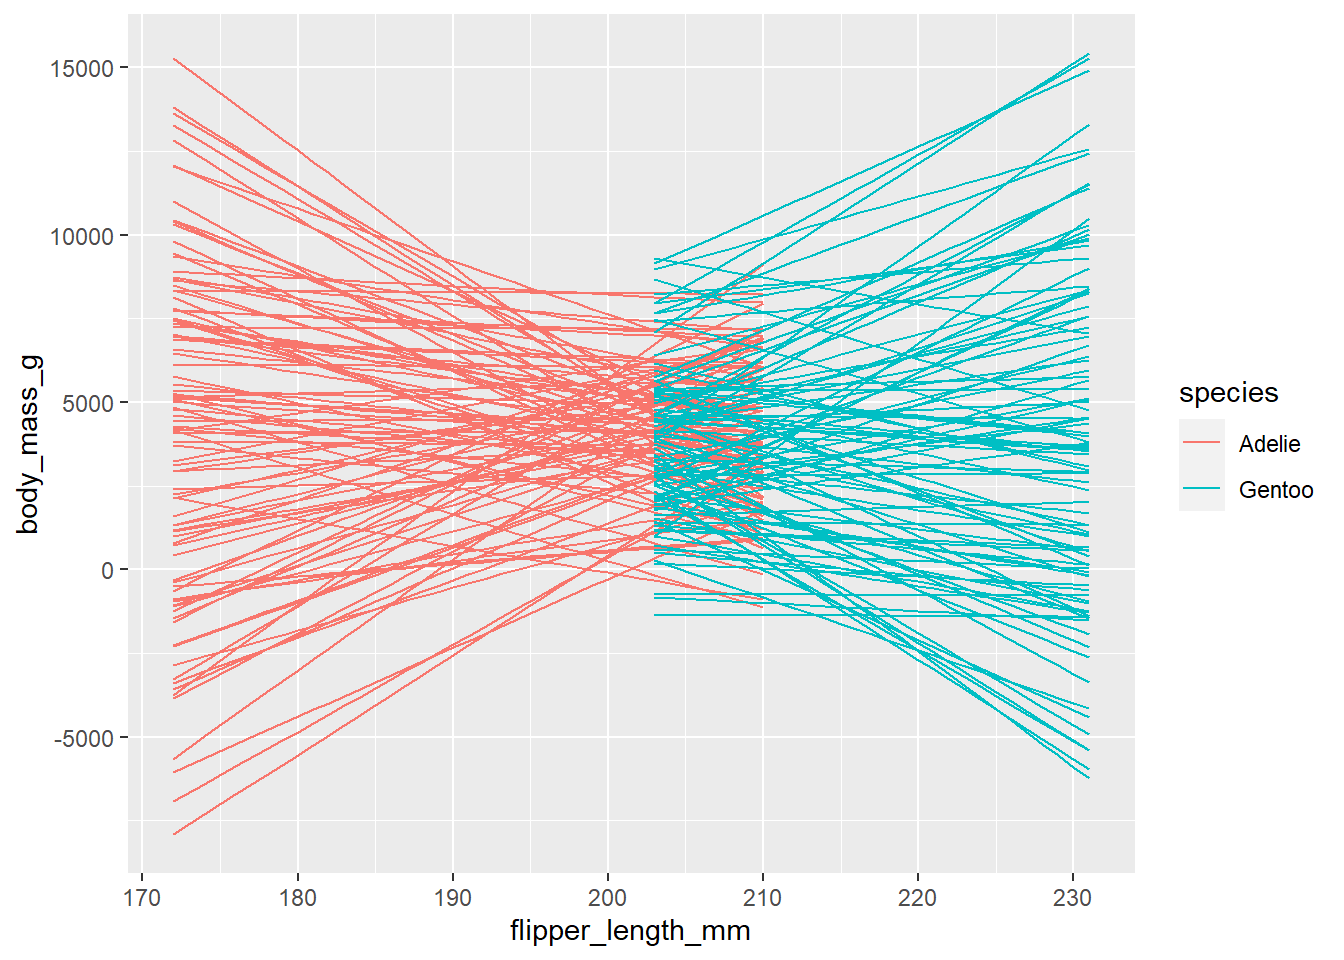 15000
10000
5000
0
-5000
body_mass_g
170 180 190 200 210 220 230
flipper_length_mm
species
Adelie
Gentoo